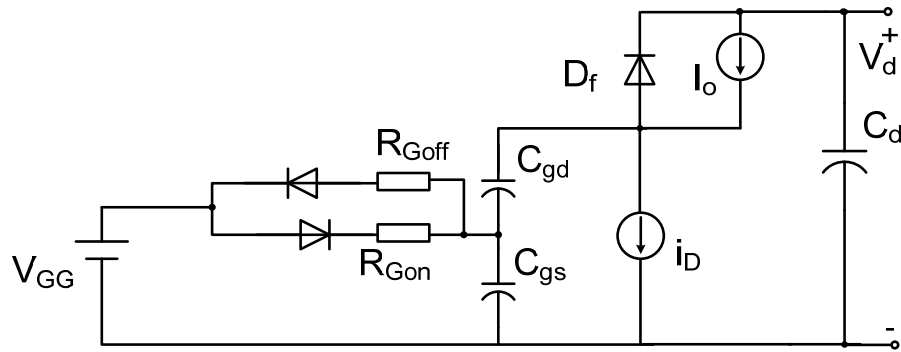 V_d
+
D_f
I_o
C_d
R_Goff
C_gd
V_GG
R_Gon
C_gs
i_D
-